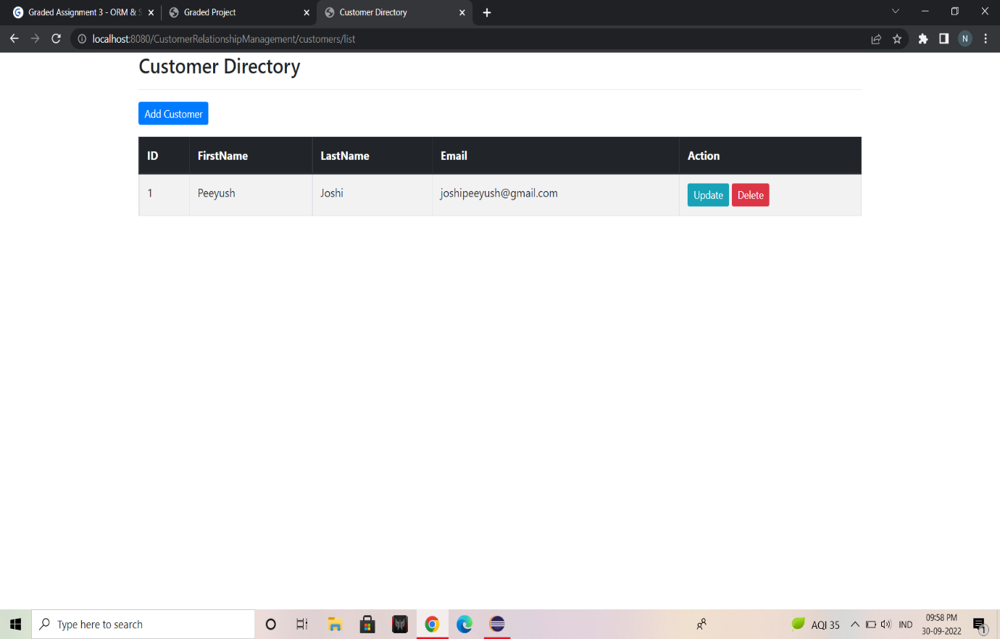 Graded Assignment 3 - ORM & S
Graded Project
Customer Directory
localhost:8080/CustomerRelationshipManagement/customers/list
N
Customer Directory
Add Customer
ID FirstName LastName Email Action
1 Peeyush Joshi joshipeeyush@gmail.com Update Delete
Type here to search
AQI 35
IND
09:58 PM
30-09-2022
1